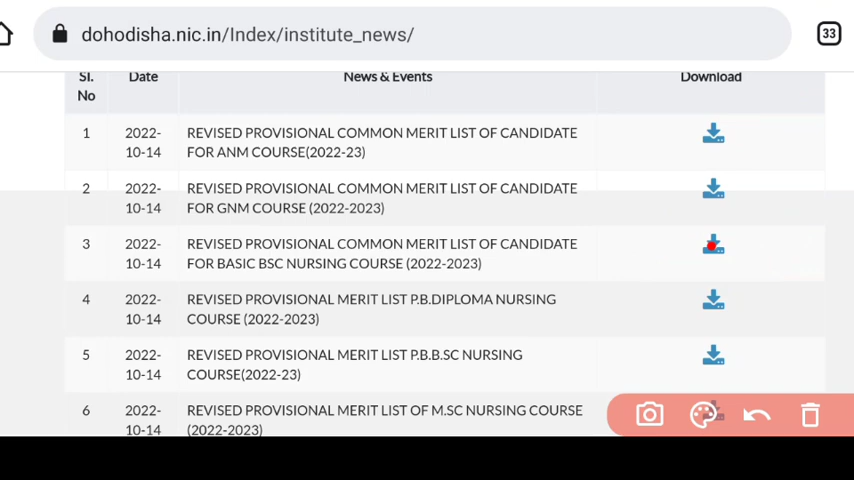 dohodisha.nic.in/Index/institute_news/
33
Sl. Date News & Events Download
No
1 2022- REVISED PROVISIONAL COMMON MERIT LIST OF CANDIDATE
10-14 FOR ANM COURSE(2022-23)
2 2022- REVISED PROVISIONAL COMMON MERIT LIST OF CANDIDATE
10-14 FOR GNM COURSE (2022-2023)
3 2022- REVISED PROVISIONAL COMMON MERIT LIST OF CANDIDATE
10-14 FOR BASIC BSC NURSING COURSE (2022-2023)
4 2022- REVISED PROVISIONAL MERIT LIST P.B.DIPLOMA NURSING
10-14 COURSE (2022-2023)
5 2022- REVISED PROVISIONAL MERIT LIST P.B.B.SC NURSING
10-14 COURSE(2022-23)
6 2022- REVISED PROVISIONAL MERIT LIST OF M.SC NURSING COURSE
10-14 (2022-2023)